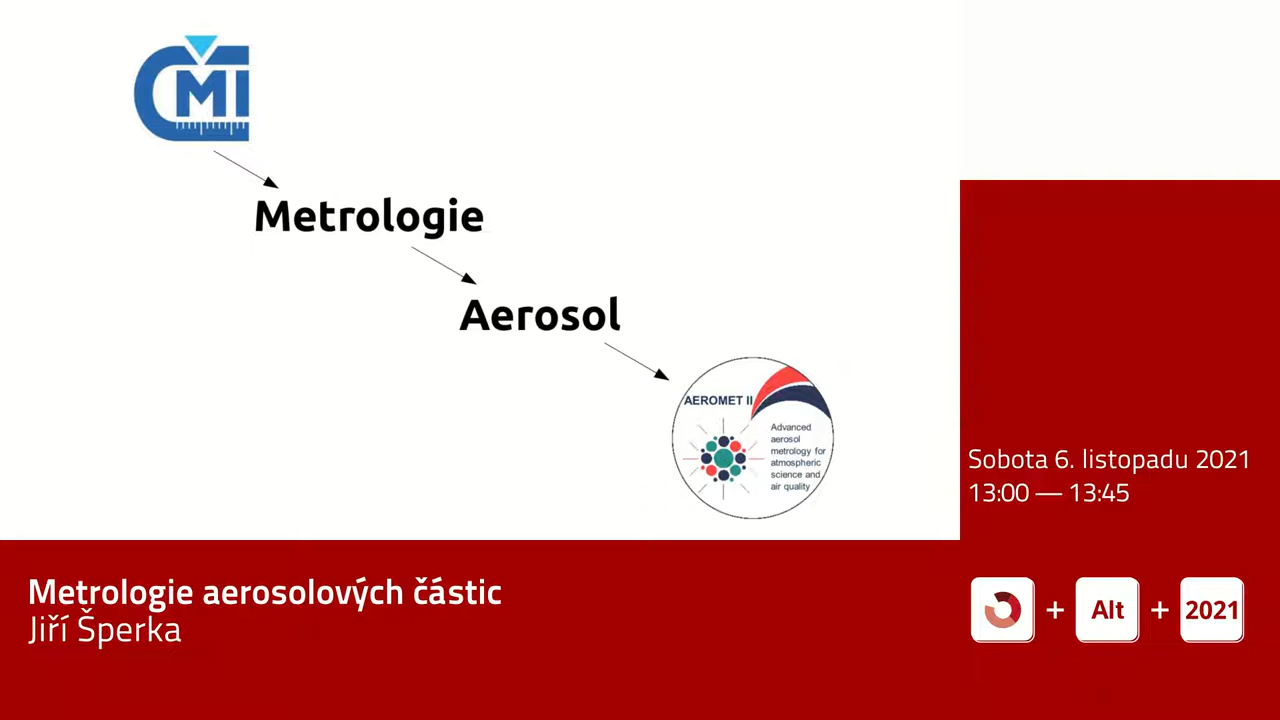 ČMI
Metrologie
Aerosol
AEROMET II
Advanced
aerosol
metrology for
atmospheric
science and
air quality
Sobota 6. listopadu 2021
13:00 — 13:45
Metrologie aerosolových částic
Jiří Šperka
+ Alt + 2021